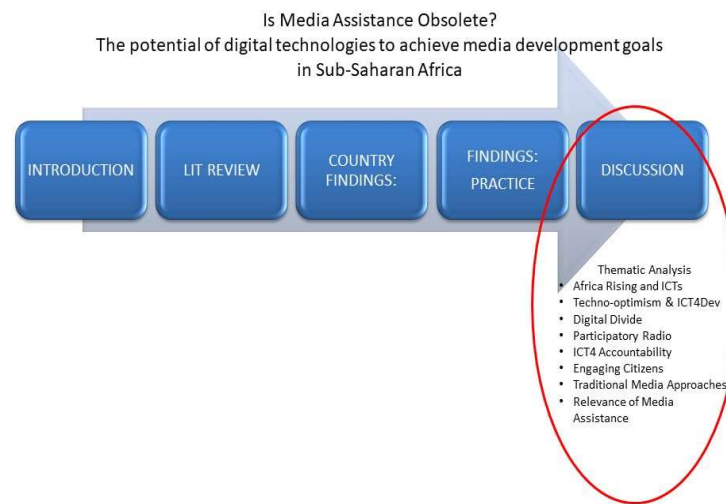 Is Media Assistance Obsolete?
The potential of digital technologies to achieve media development goals
in Sub-Saharan Africa
INTRODUCTION
LIT REVIEW
COUNTRY
FINDINGS:
FINDINGS:
PRACTICE
DISCUSSION
Thematic Analysis
• Africa Rising and ICTs
• Techno-optimism & ICT4Dev
• Digital Divide
• Participatory Radio
• ICT4 Accountability
• Engaging Citizens
• Traditional Media Approaches
• Relevance of Media
Assistance